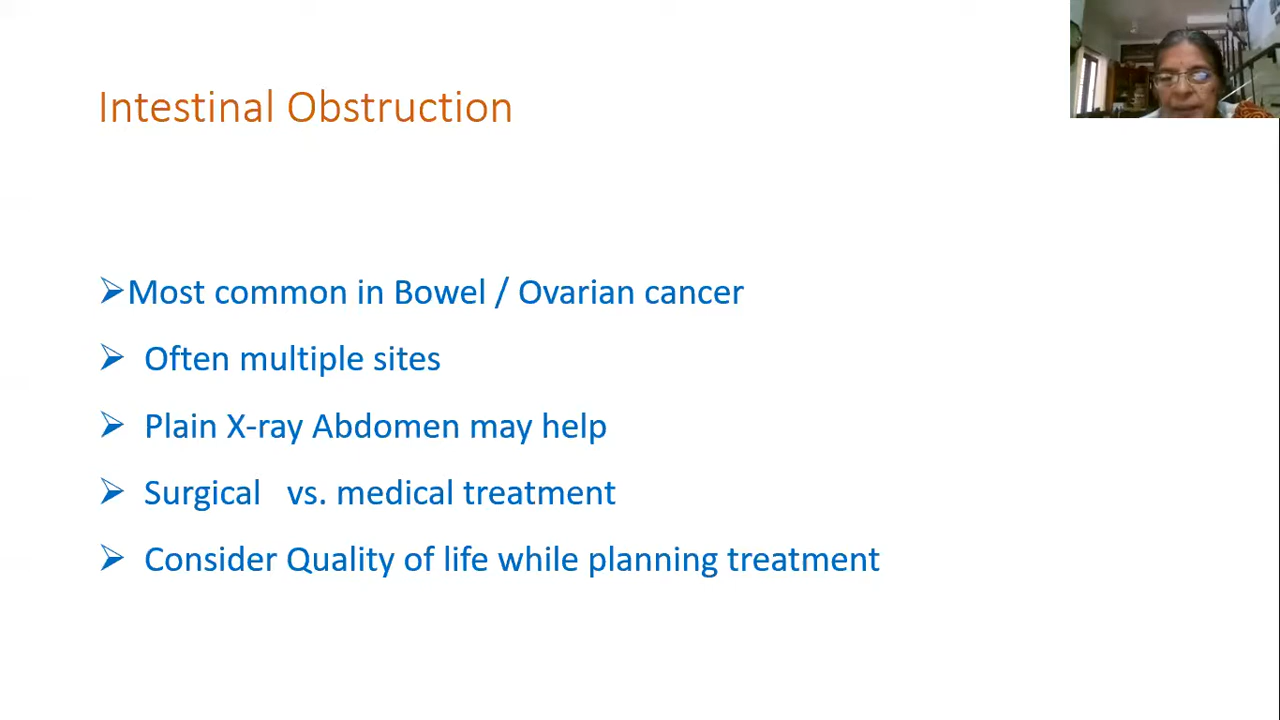 Intestinal Obstruction
➢Most common in Bowel / Ovarian cancer
➢ Often multiple sites
➢ Plain X-ray Abdomen may help
➢ Surgical vs. medical treatment
➢ Consider Quality of life while planning treatment